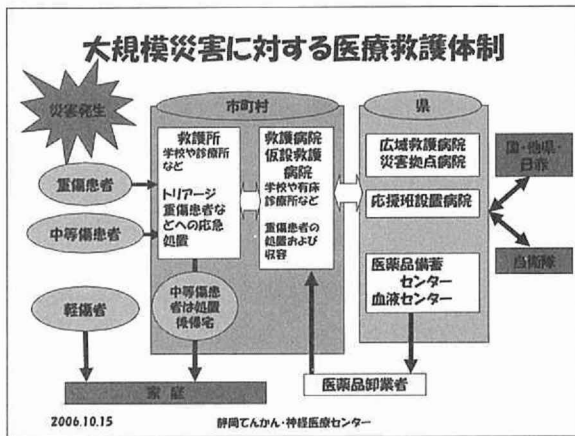 大規模災害に対する医療救護体制
災害発生
重傷患者
中等傷患者
軽傷者
市町村
救護所
学校や診療所
など
トリアージ
重傷患者な
どへの応急
処置
中等傷患
者は処置
後帰宅
救護病院
仮設救護
病院
学校や有床
診療所など
重傷患者の
処置および
収容
県
広域救護病院
災害拠点病院
応援班設置病院
医薬品備蓄
センター
血液センター
国・他県・
日赤
自衛隊
家庭
医薬品卸業者
2006.10.15
静岡てんかん・神経医療センター